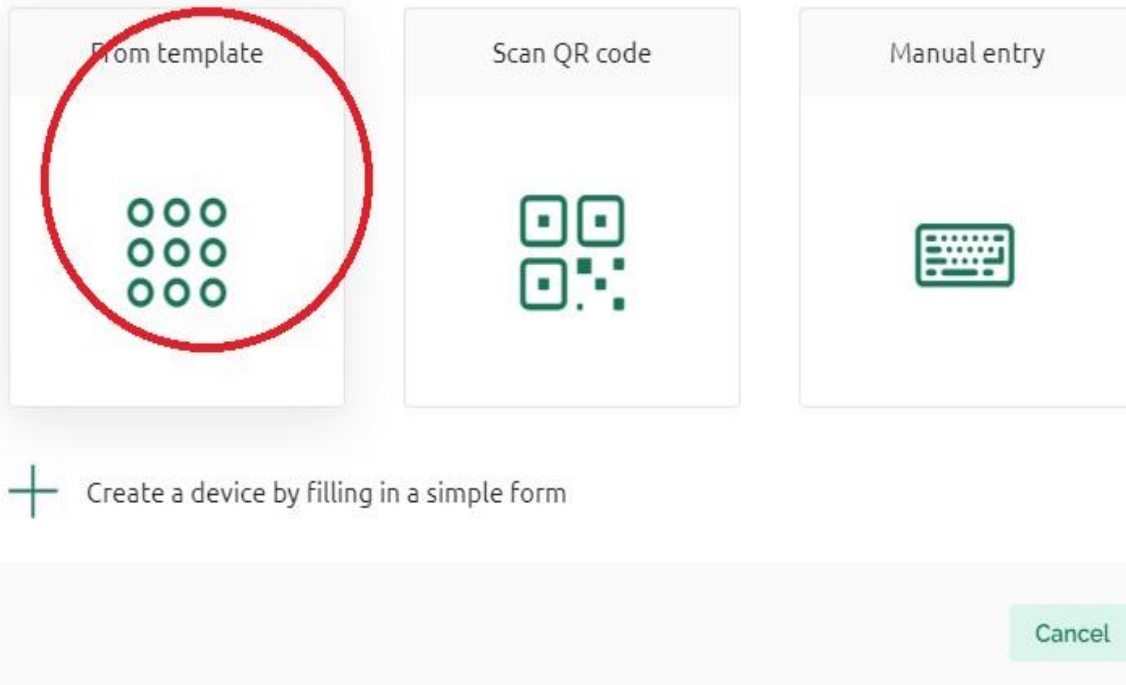 From template
Scan QR code
Manual entry
Create a device by filling in a simple form
Cancel